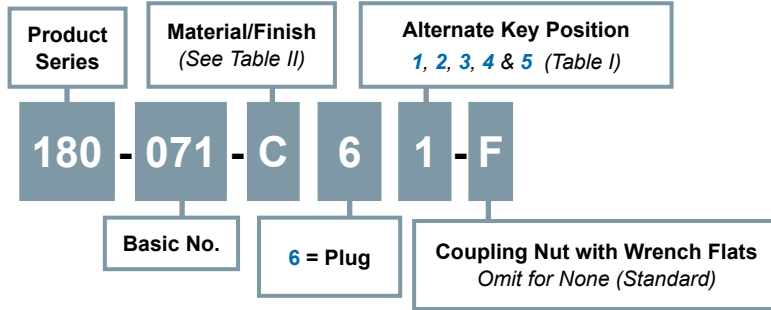 Product
Series
Material/Finish
(See Table II)
Alternate Key Position
1, 2, 3, 4 & 5 (Table I)
180 - 071 - C 6 1 - F
Basic No.
6 = Plug
Coupling Nut with Wrench Flats
Omit for None (Standard)